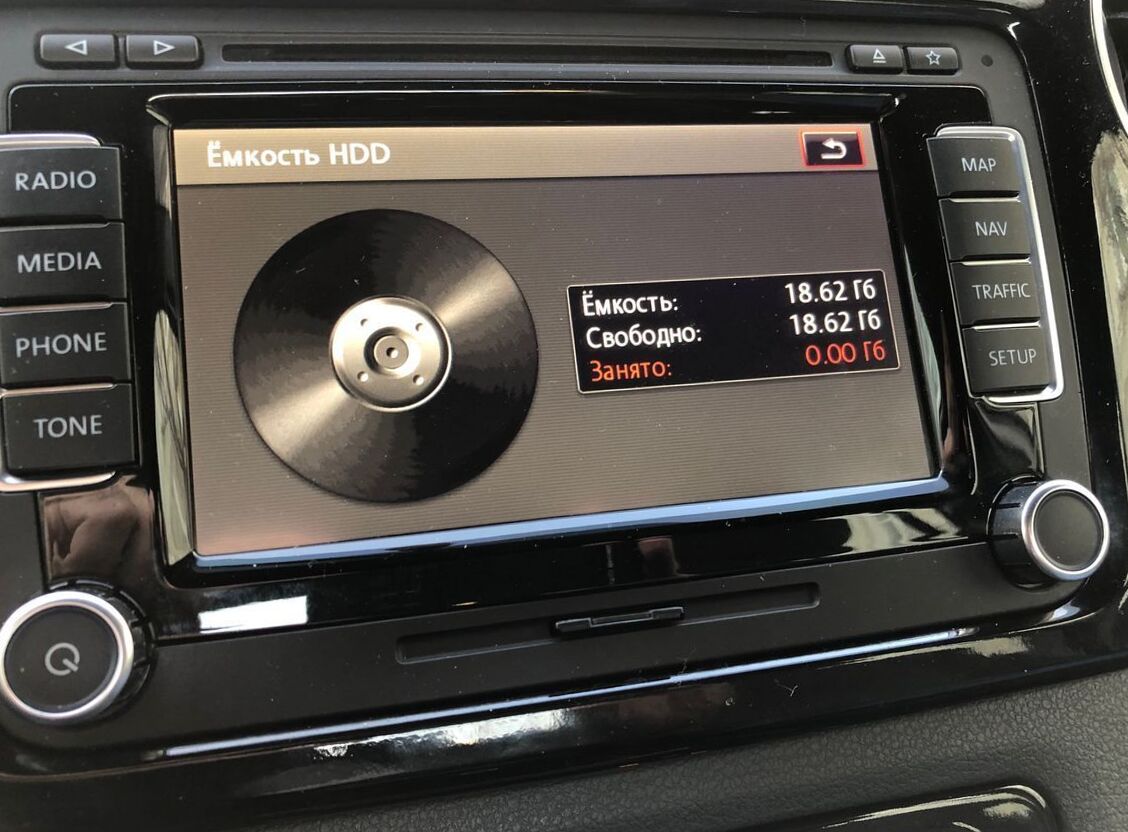 Ёмкость HDD
RADIO
MEDIA
PHONE
TONE
Ёмкость: 18.62 Гб
Свободно: 18.62 Гб
Занято: 0.00 Гб
MAP
NAV
TRAFFIC
SETUP